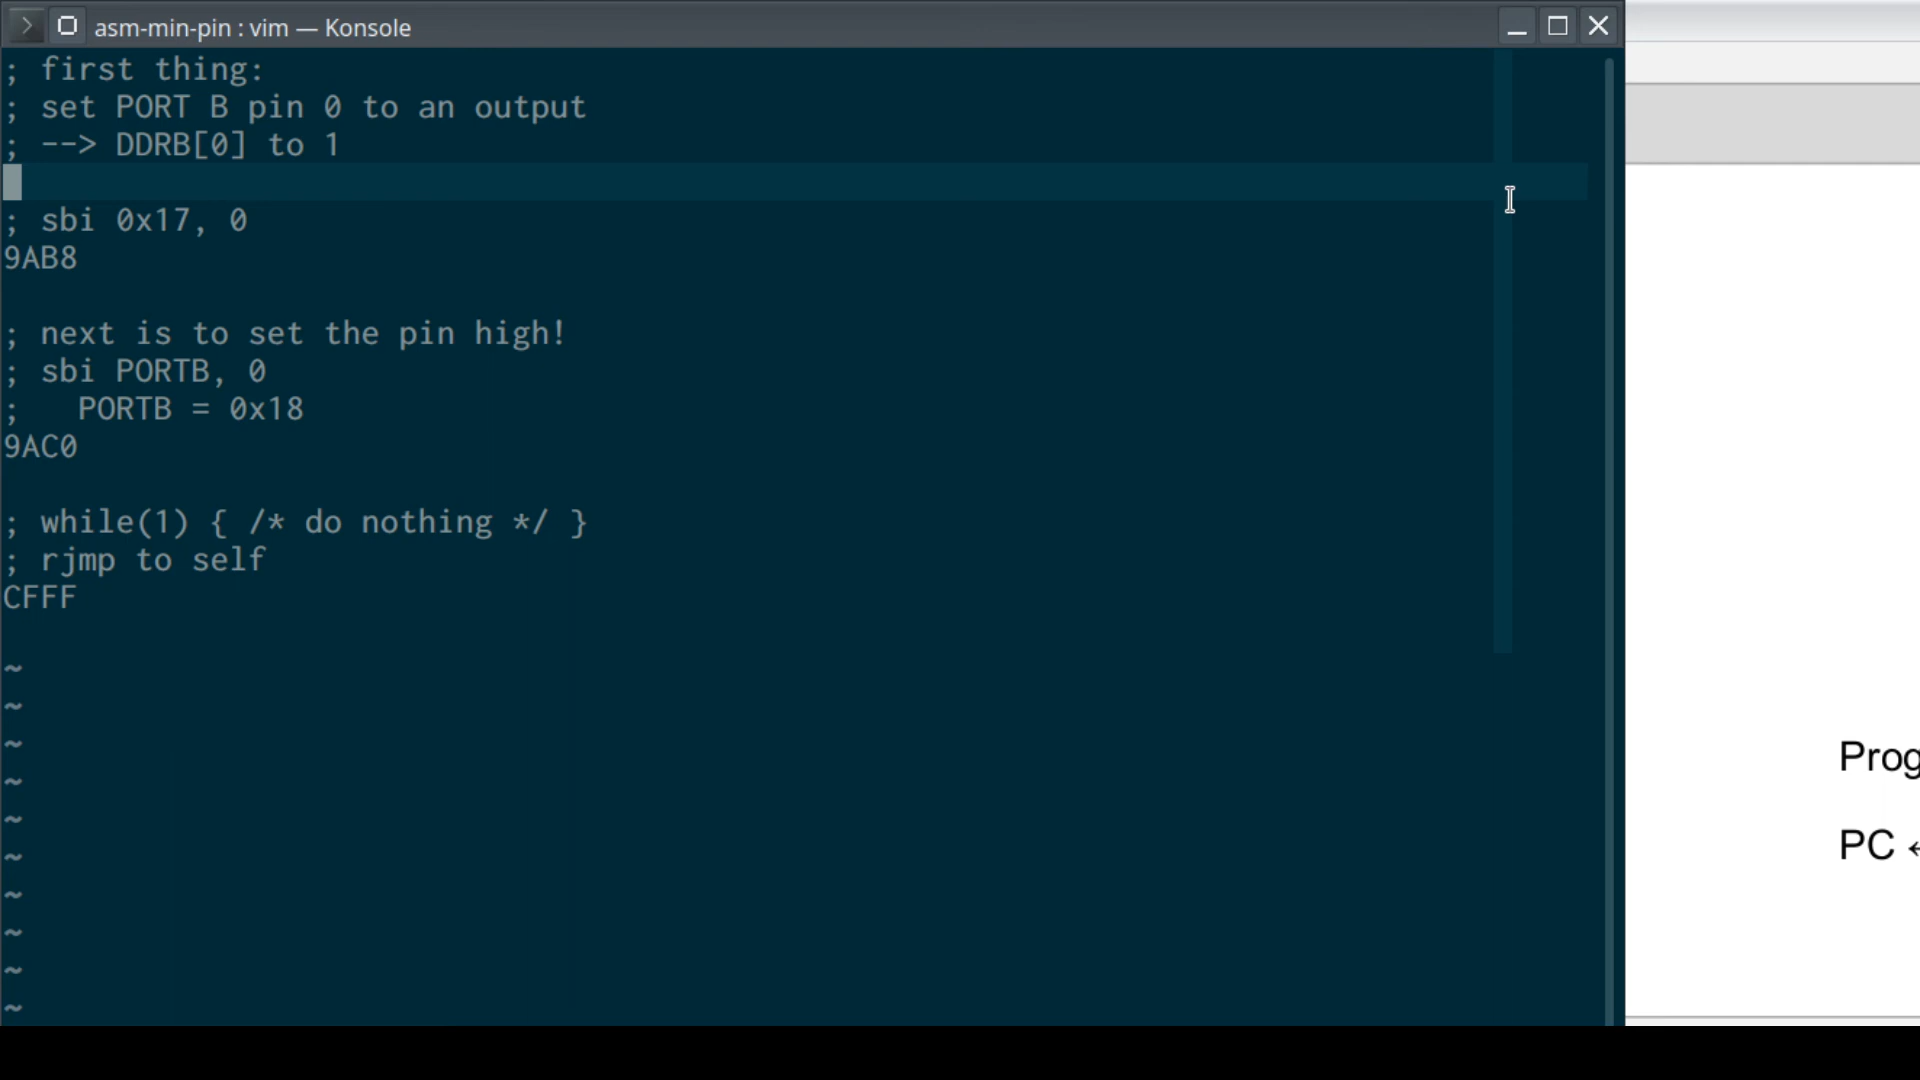 asm-min-pin : vim — Konsole
; first thing:
; set PORT B pin 0 to an output
; --> DDRB[0] to 1
; sbi 0x17, 0
9AB8
; next is to set the pin high!
; sbi PORTB, 0
;   PORTB = 0x18
9AC0
; while(1) { /* do nothing */ }
; rjmp to self
CFFF
~
~
~
~
~
~
~
~
~
~
Prog
PC ←